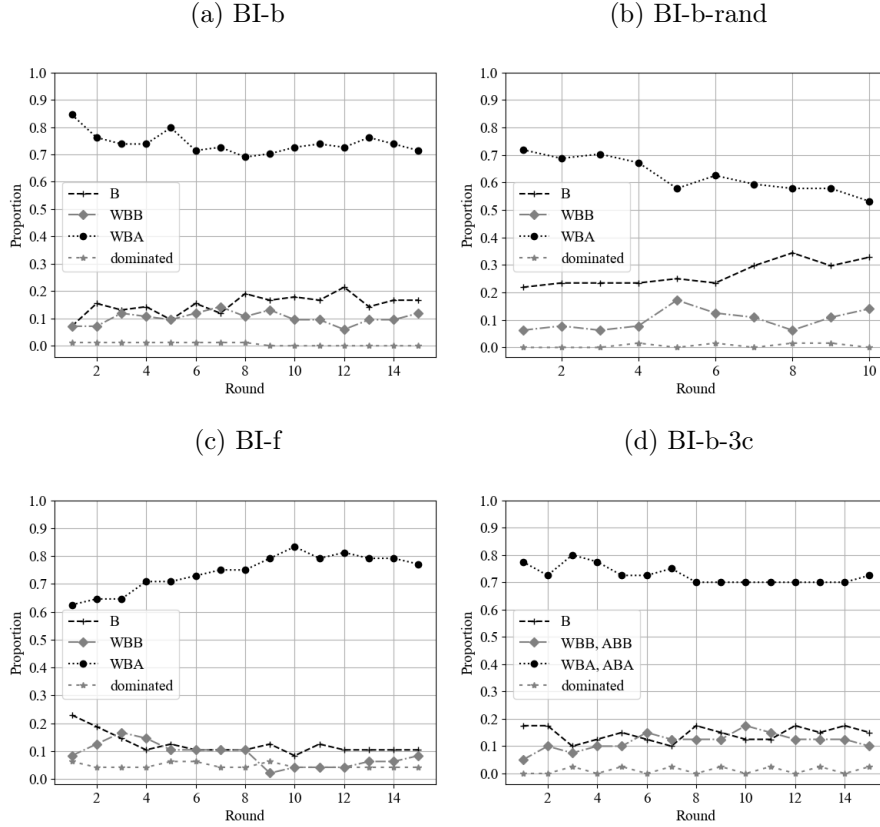 (a) BI-b
1.0
0.9
0.8
0.7
0.6
0.5
0.4
0.3
0.2
0.1
0.0
Proportion
B
WBB
WBA
dominated
2 4 6 8 10 12 14
Round
(b) BI-b-rand
1.0
0.9
0.8
0.7
0.6
0.5
0.4
0.3
0.2
0.1
0.0
Proportion
B
WBB
WBA
dominated
2 4 6 8 10
Round
(c) BI-f
1.0
0.9
0.8
0.7
0.6
0.5
0.4
0.3
0.2
0.1
0.0
Proportion
B
WBB
WBA
dominated
2 4 6 8 10 12 14
Round
(d) BI-b-3c
1.0
0.9
0.8
0.7
0.6
0.5
0.4
0.3
0.2
0.1
0.0
Proportion
B
WBB, ABB
WBA, ABA
dominated
2 4 6 8 10 12 14
Round